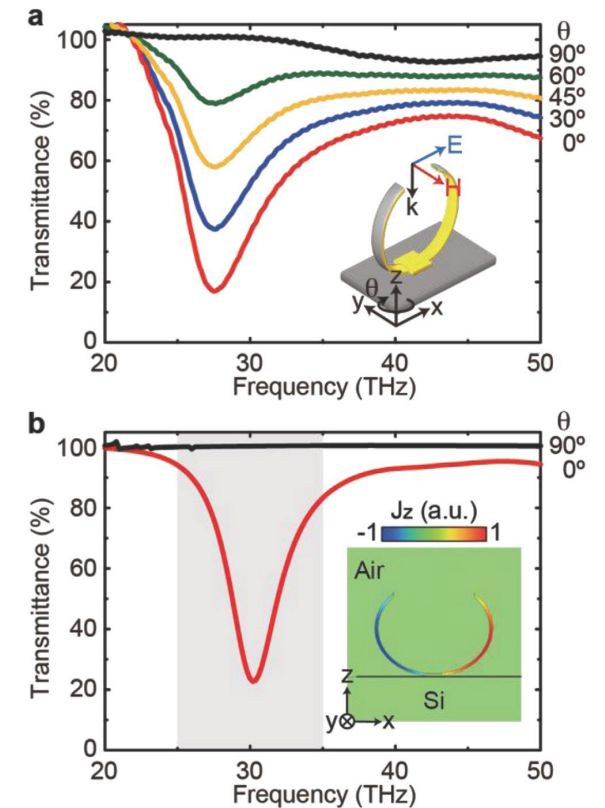 a
100
80
60
40
20
0
Transmittance (%)
θ
90º
60º
45º
30º
0º
E
H
k
z
θ
y
x
20
30
40
50
Frequency (THz)
b
100
80
60
40
20
0
Transmittance (%)
θ
90º
0º
Jz (a.u.)
-1
1
Air
z
Si
y
x
20
30
40
50
Frequency (THz)